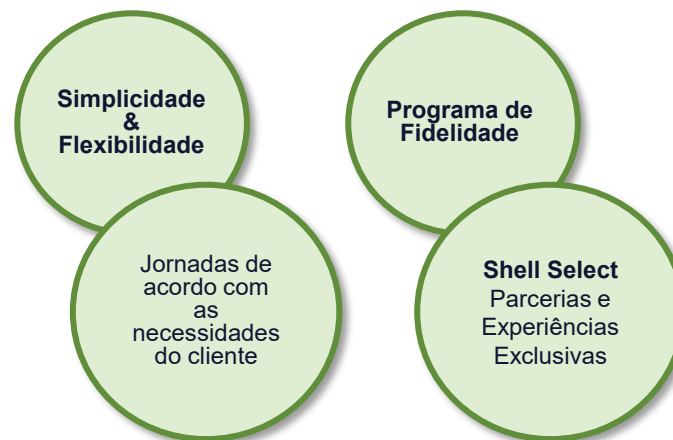 Simplicidade
&
Flexibilidade
Jornadas de
acordo com
as
necessidades
do cliente
Programa de
Fidelidade
Shell Select
Parcerias e
Experiências
Exclusivas